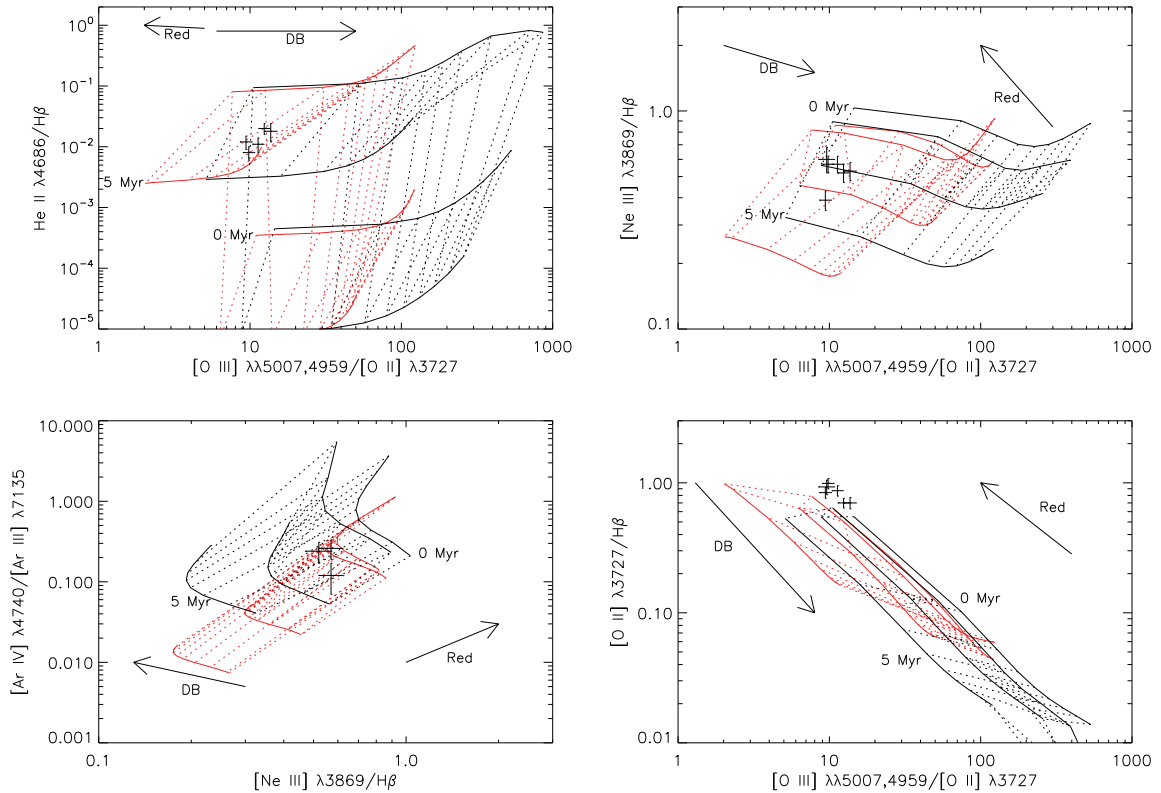 10⁰
10⁻¹
10⁻²
10⁻³
10⁻⁴
10⁻⁵
He II λ4686/Hβ
Red
DB
5 Myr
0 Myr
1
10
100
1000
[O III] λλ5007,4959/[O II] λ3727
1.0
0.1
[Ne III] λ3869/Hβ
DB
Red
0 Myr
5 Myr
1
10
100
1000
[O III] λλ5007,4959/[O II] λ3727
10.000
1.000
0.100
0.010
0.001
[Ar IV] λ4740/[Ar III] λ7135
0 Myr
5 Myr
Red
DB
0.1
1.0
[Ne III] λ3869/Hβ
1.00
0.10
0.01
[O II] λ3727/Hβ
Red
DB
0 Myr
5 Myr
1
10
100
1000
[O III] λλ5007,4959/[O II] λ3727